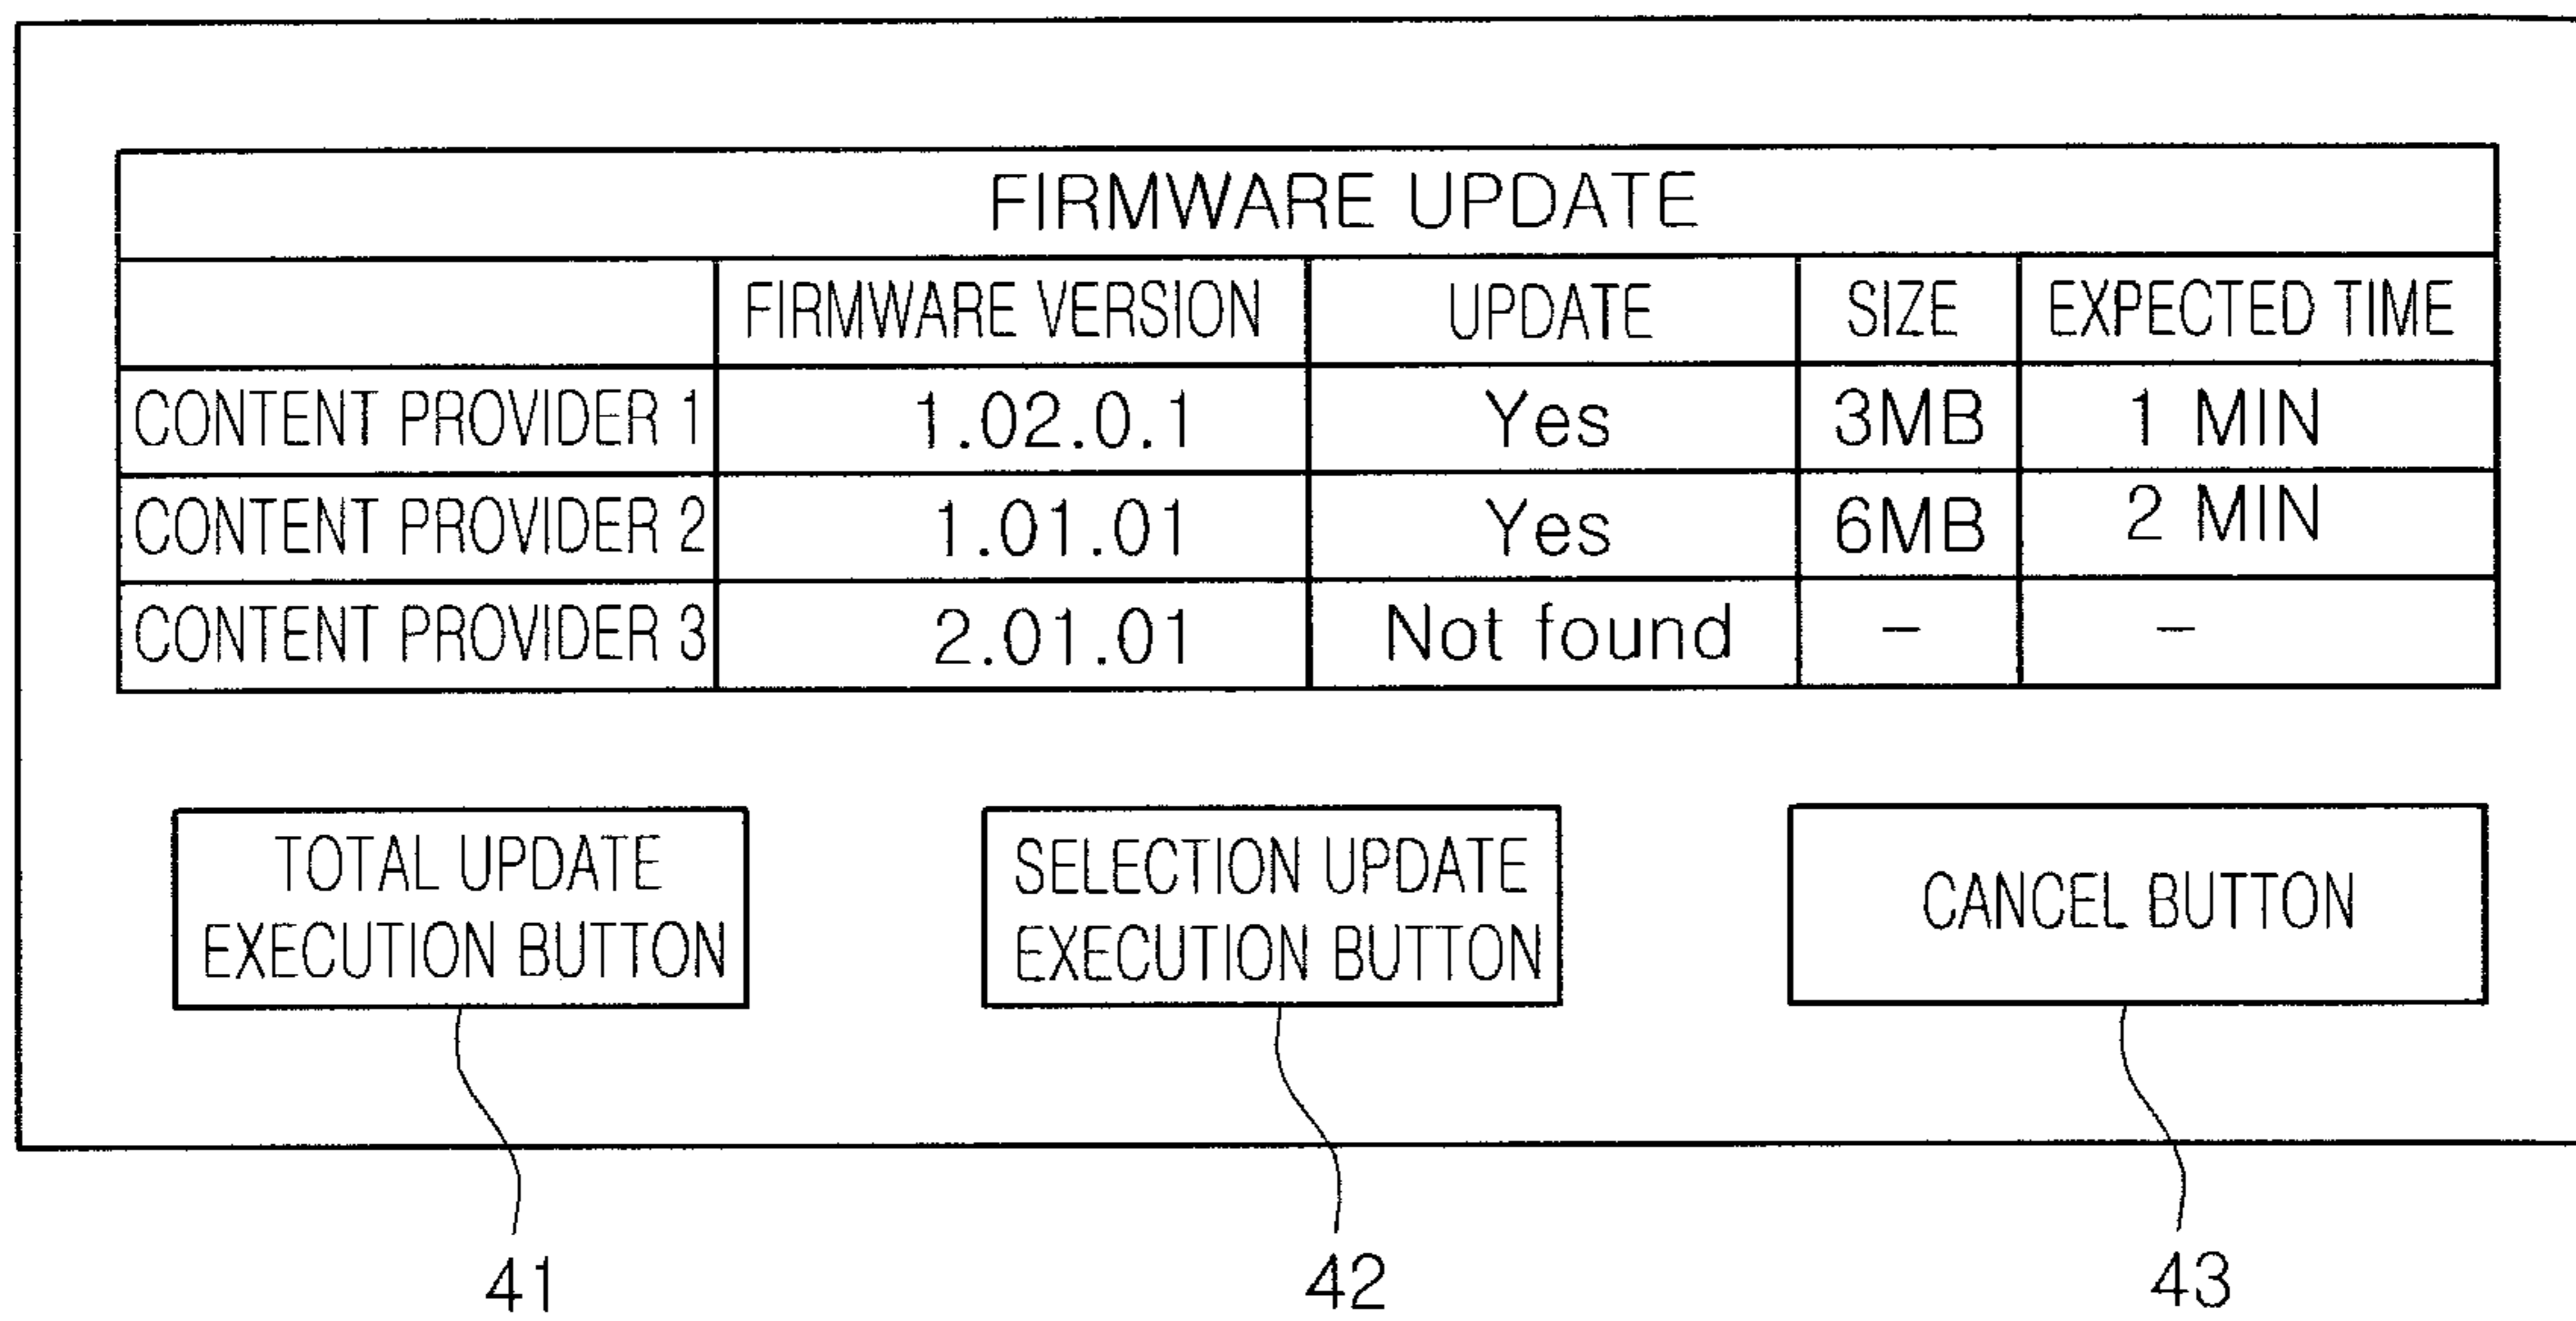 FIRMWARE UPDATE
FIRMWARE VERSION UPDATE SIZE EXPECTED TIME
CONTENT PROVIDER 1 1.02.0.1 Yes 3MB 1 MIN
CONTENT PROVIDER 2 1.01.01 Yes 6MB 2 MIN
CONTENT PROVIDER 3 2.01.01 Not found – –
TOTAL UPDATE
EXECUTION BUTTON
SELECTION UPDATE
EXECUTION BUTTON
CANCEL BUTTON
41 42 43